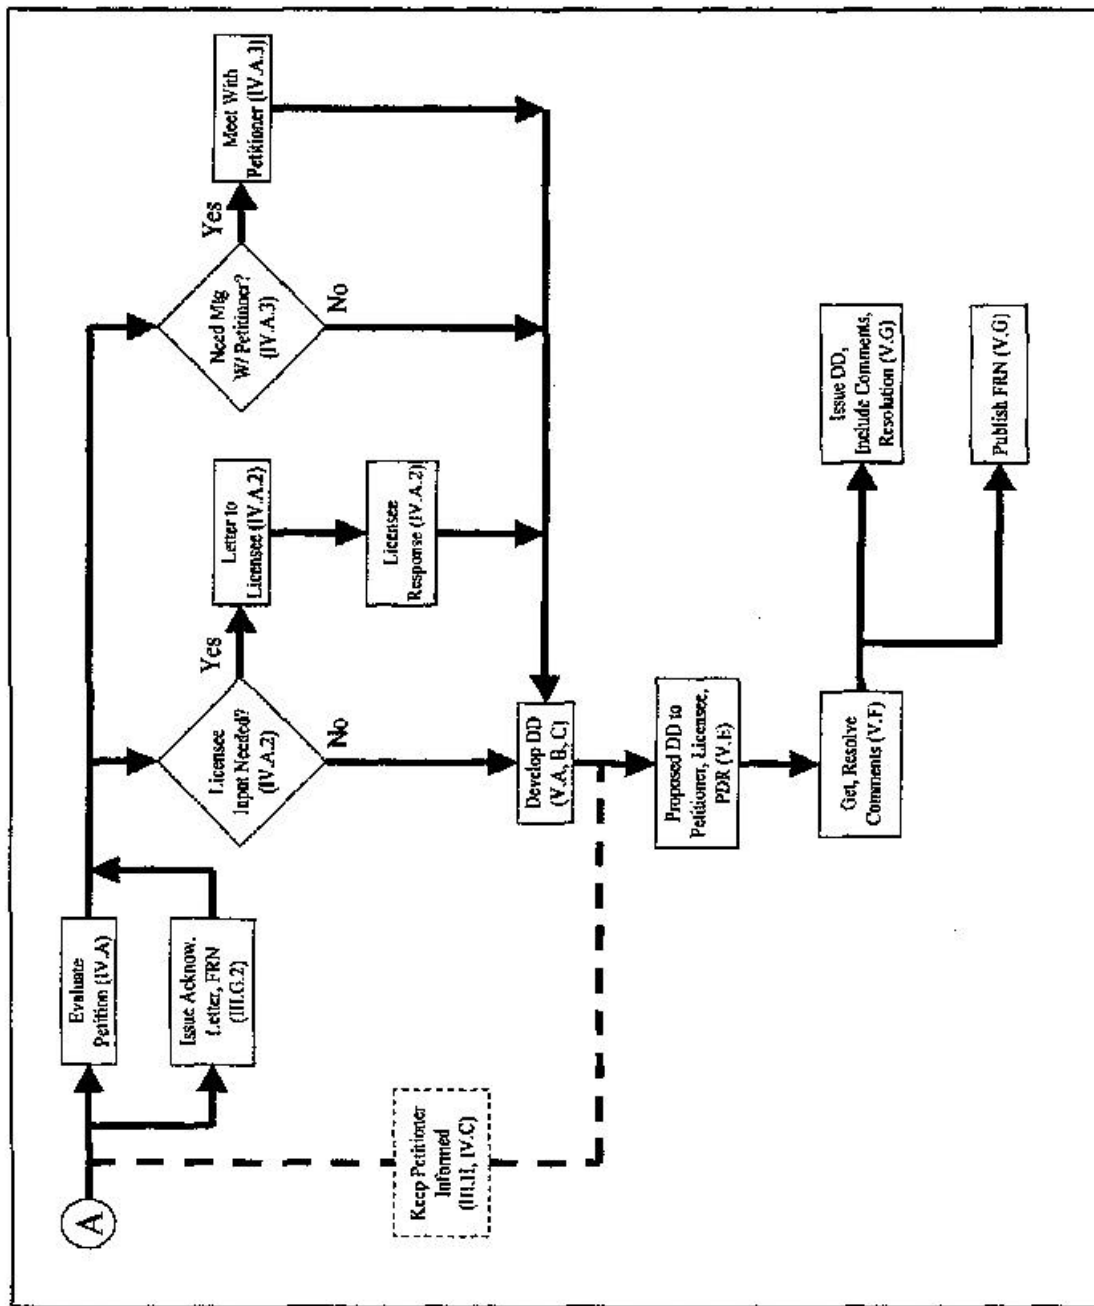 A
Evaluate
Petition (IV.A)
Issue Acknow.
Letter, FRN
(III.G.2)
Keep Petitioner
Informed
(III.H, IV.C)
Licensee
Input Needed?
(IV.A.2)
Yes
No
Letter to
Licensee (IV.A.2)
Licensee
Response (IV.A.2)
Need Mtg
W/ Petitioner?
(IV.A.3)
Yes
No
Meet With
Petitioner (IV.A.3)
Develop DD
(V.A, B, C)
Proposed DD to
Petitioner, Licensee,
PDR (V.E)
Get, Resolve
Comments (V.F)
Issue DD,
Include Comments,
Resolution (V.G)
Publish FRN (V.G)